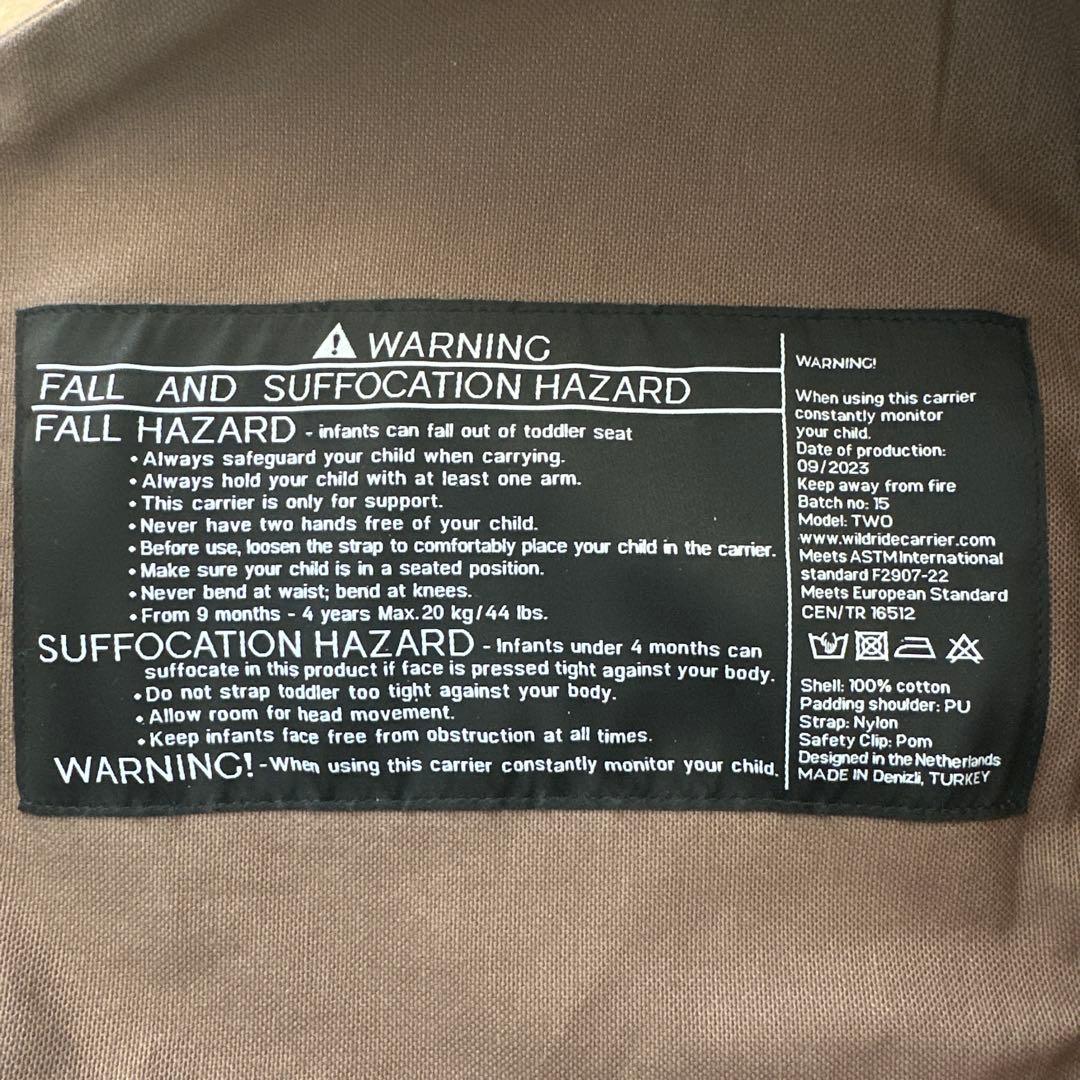 WARNING
FALL AND SUFFOCATION HAZARD
FALL HAZARD - infants can fall out of toddler seat
• Always safeguard your child when carrying.
• Always hold your child with at least one arm.
• This carrier is only for support.
• Never have two hands free of your child.
• Before use, loosen the strap to comfortably place your child in the carrier.
• Make sure your child is in a seated position.
• Never bend at waist; bend at knees.
• From 9 months - 4 years Max. 20 kg/44 lbs.
SUFFOCATION HAZARD - Infants under 4 months can
suffocate in this product if face is pressed tight against your body.
• Do not strap toddler too tight against your body.
• Allow room for head movement.
• Keep infants face free from obstruction at all times.
WARNING! - When using this carrier constantly monitor your child.
WARNING!
When using this carrier
constantly monitor
your child.
Date of production:
09/2023
Keep away from fire
Batch no: 15
Model: TWO
www.wildridecarrier.com
Meets ASTM International
standard F2907-22
Meets European Standard
CEN/TR 16512
Shell: 100% cotton
Padding shoulder: PU
Strap: Nylon
Safety Clip: Pom
Designed in the Netherlands
MADE IN Denizli, TURKEY